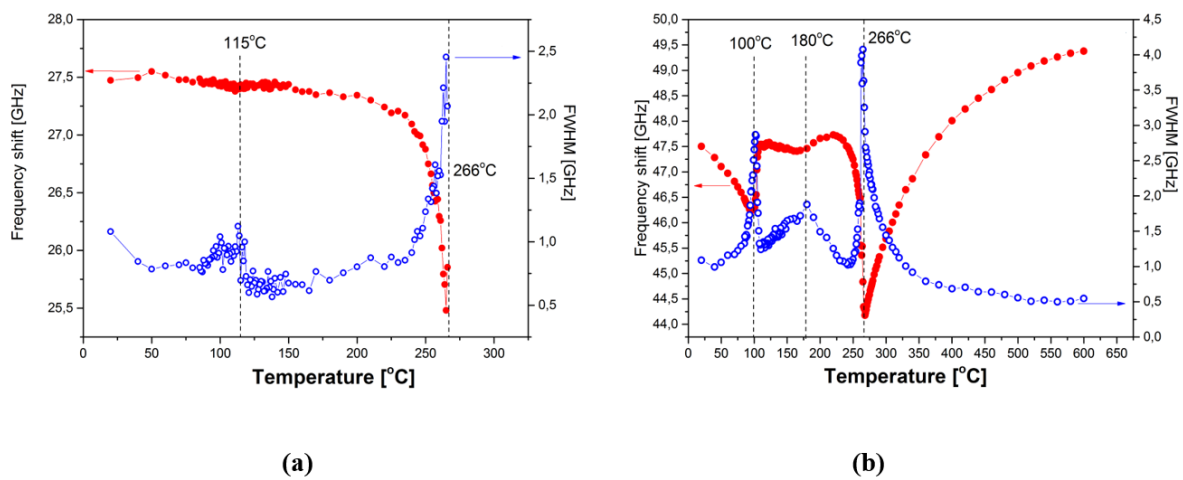 28,0
27,5
27,0
26,5
26,0
25,5
Frequency shift [GHz]
2,5
2,0
1,5
1,0
0,5
FWHM [GHz]
115°C
266°C
0 50 100 150 200 250 300
Temperature [°C]
(a)
50,0
49,5
49,0
48,5
48,0
47,5
47,0
46,5
46,0
45,5
45,0
44,5
44,0
Frequency shift [GHz]
4,5
4,0
3,5
3,0
2,5
2,0
1,5
1,0
0,5
0,0
FWHM [GHz]
100°C 180°C 266°C
0 50 100 150 200 250 300 350 400 450 500 550 600 650
Temperature [°C]
(b)